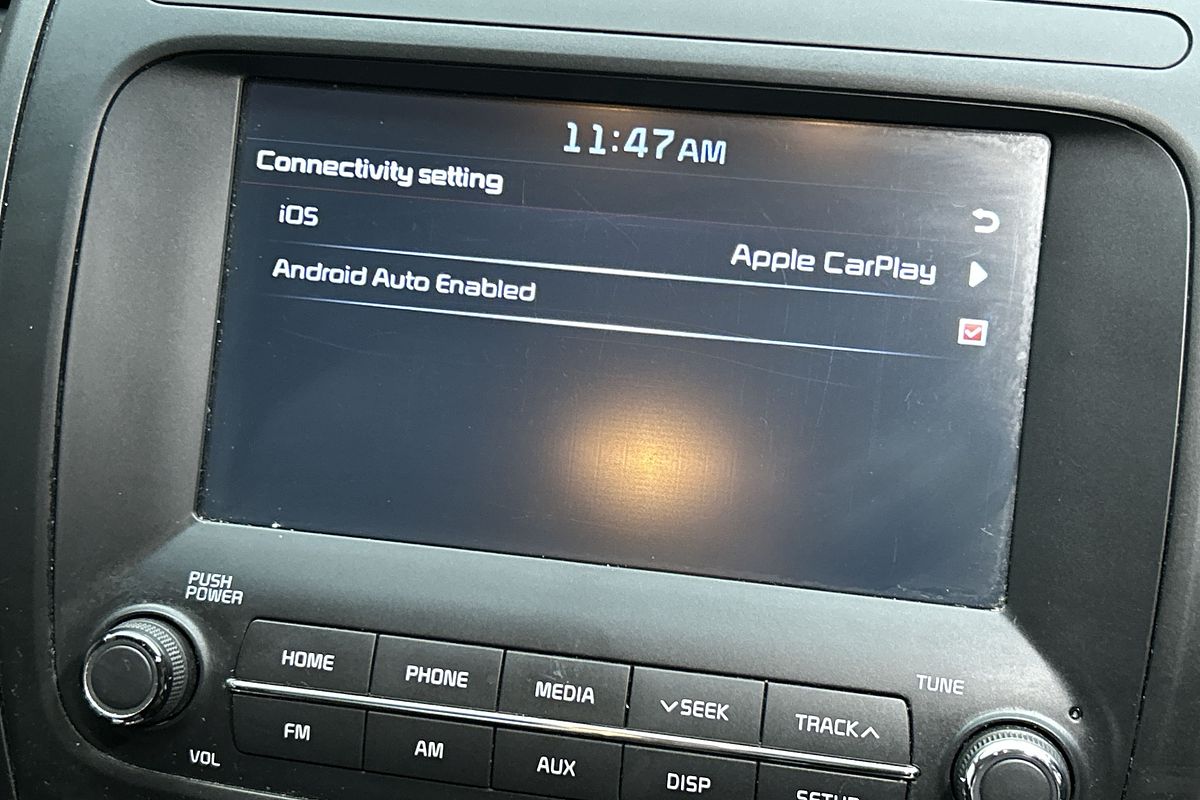 11:47AM
Connectivity setting
iOS
Apple CarPlay
Android Auto Enabled
PUSH
POWER
HOME
PHONE
MEDIA
SEEK
TRACK
TUNE
VOL
FM
AM
AUX
DISP
SETUP